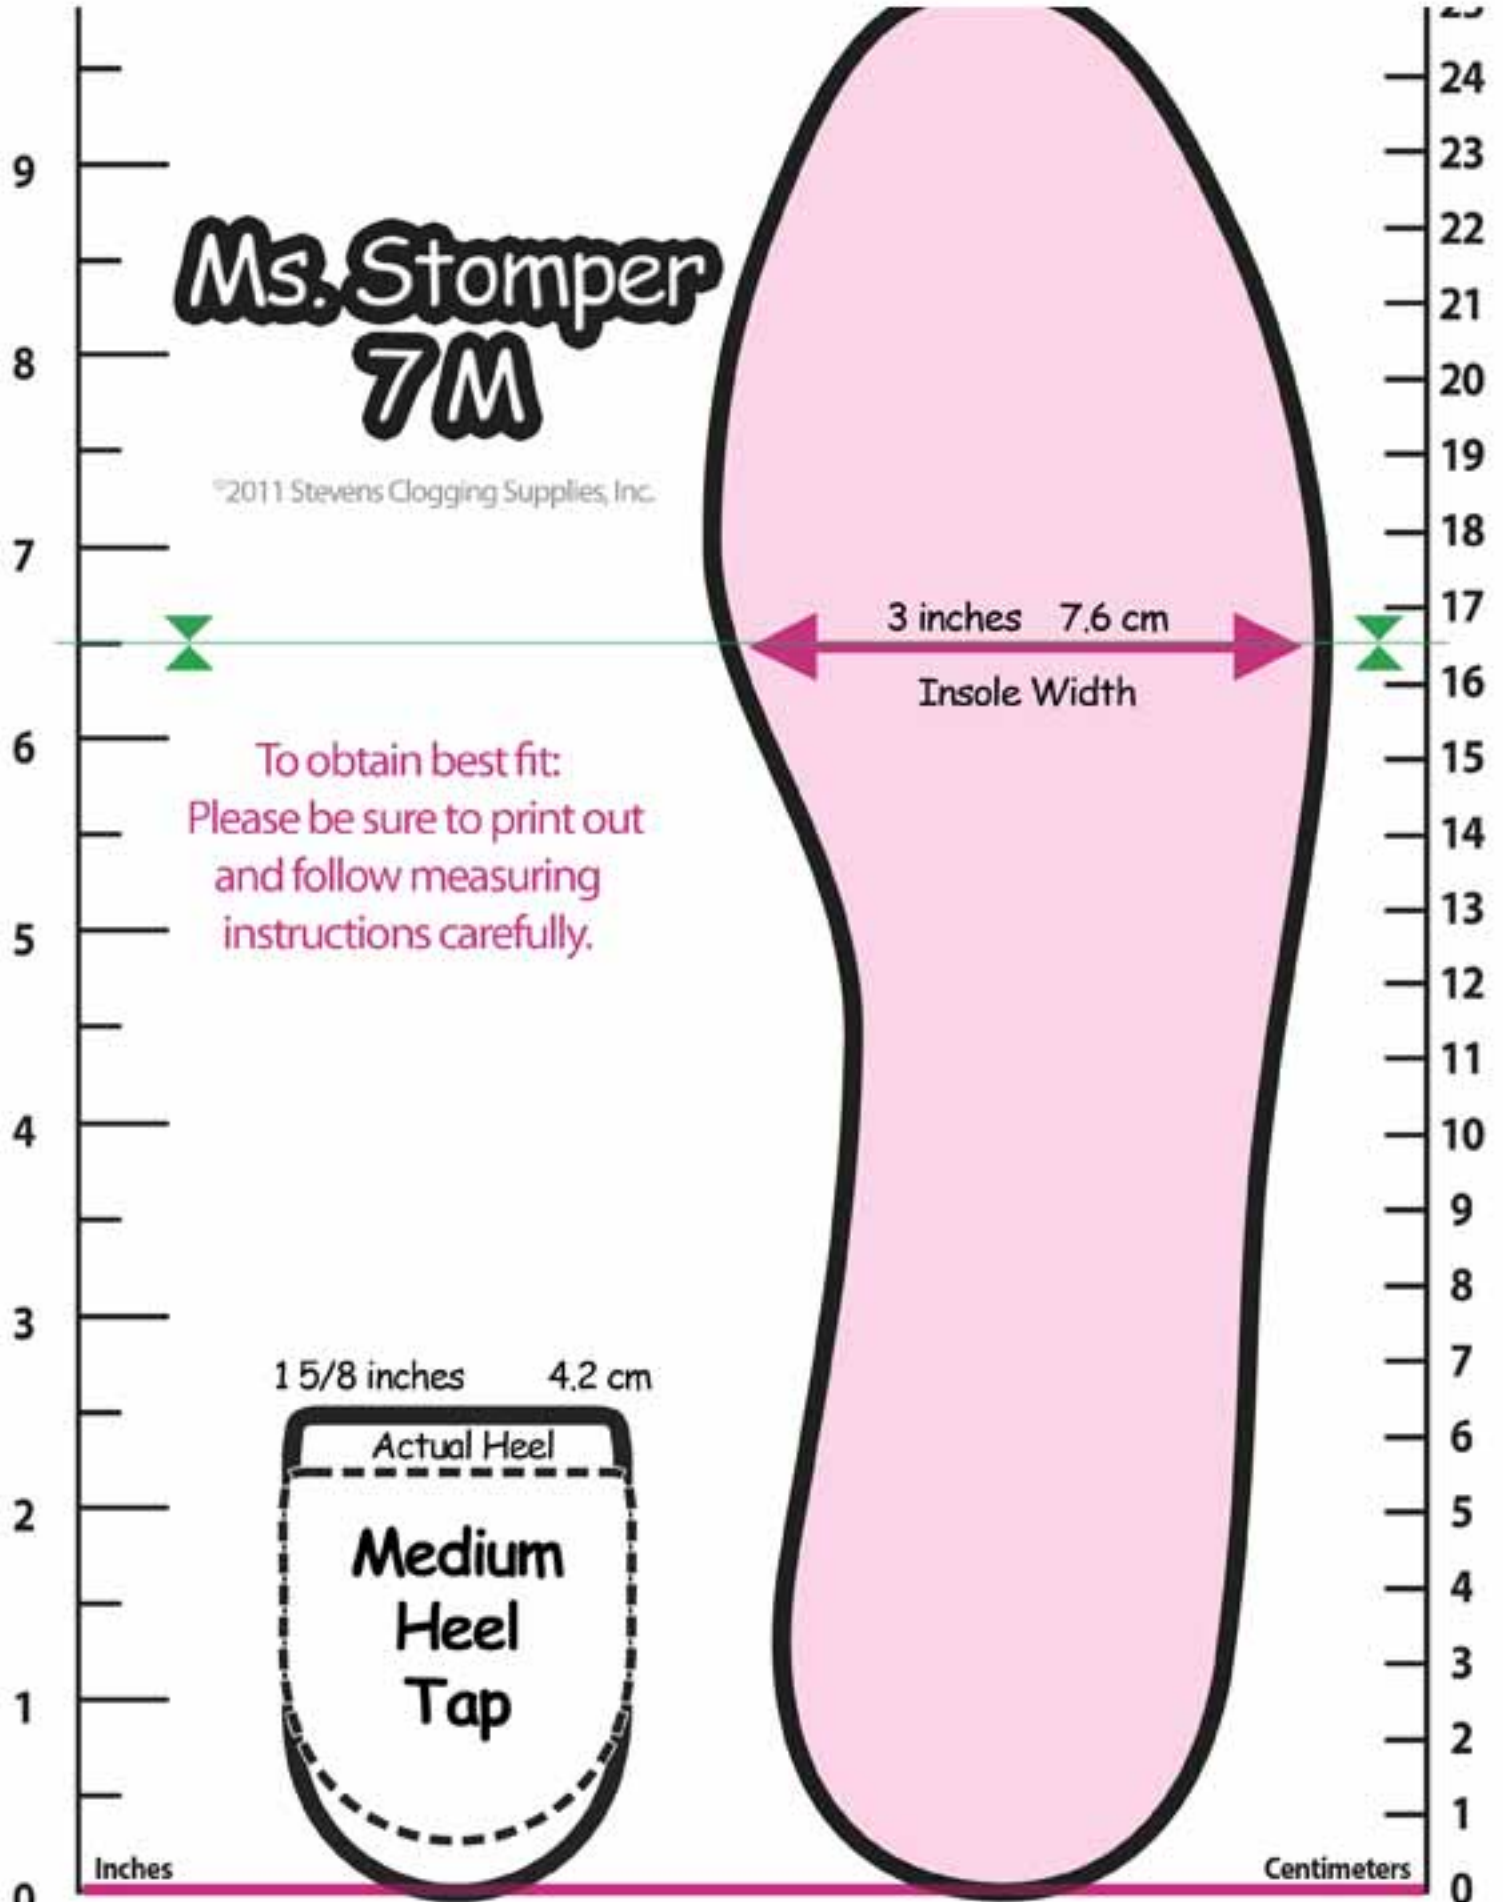 Ms. Stomper
7M
©2011 Stevens Clogging Supplies, Inc.
To obtain best fit:
Please be sure to print out
and follow measuring
instructions carefully.
3 inches 7.6 cm
Insole Width
1 5/8 inches 4.2 cm
Actual Heel
Medium
Heel
Tap
Inches
9
8
7
6
5
4
3
2
1
0
Centimeters
25
24
23
22
21
20
19
18
17
16
15
14
13
12
11
10
9
8
7
6
5
4
3
2
1
0